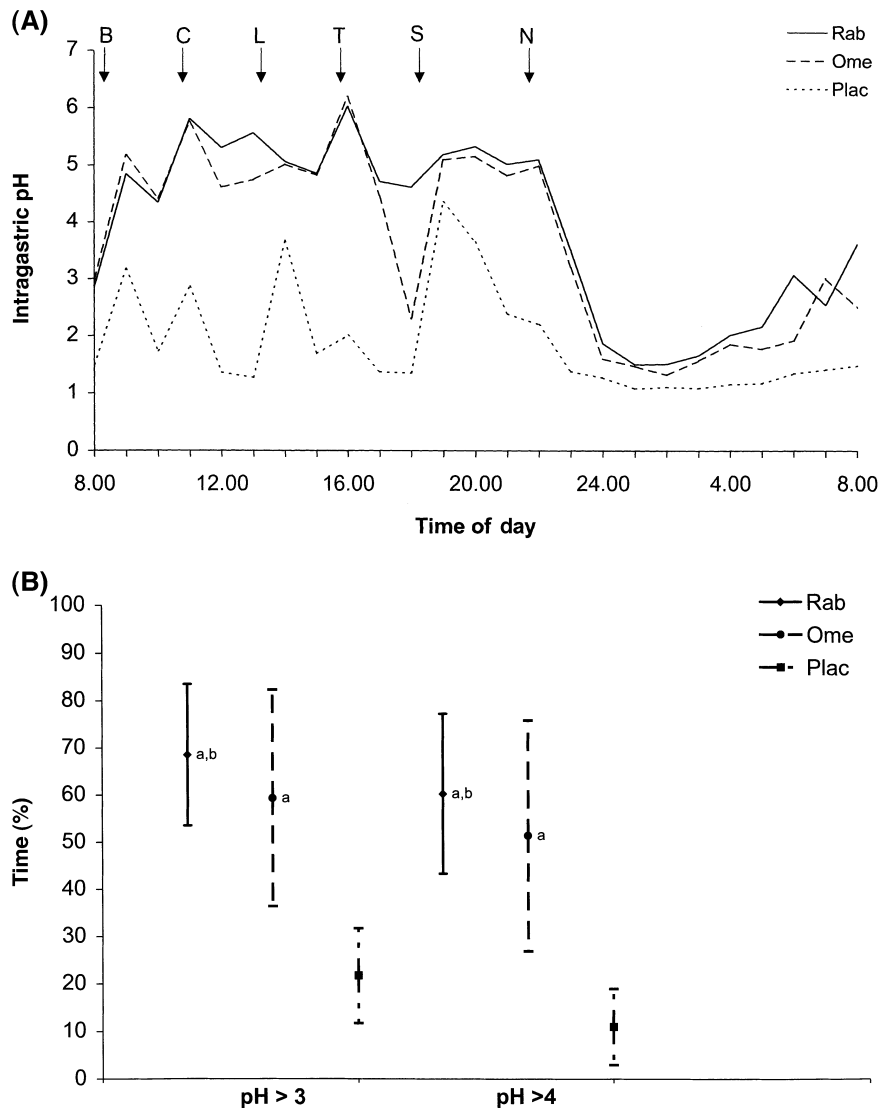 (A)
B C L T S N
Rab
Ome
Plac
7
6
5
4
3
2
1
0
Intragastric pH
8.00 12.00 16.00 20.00 24.00 4.00 8.00
Time of day
(B)
Rab
Ome
Plac
100
90
80
70
60
50
40
30
20
10
0
Time (%)
a,b a a,b a
pH > 3 pH >4